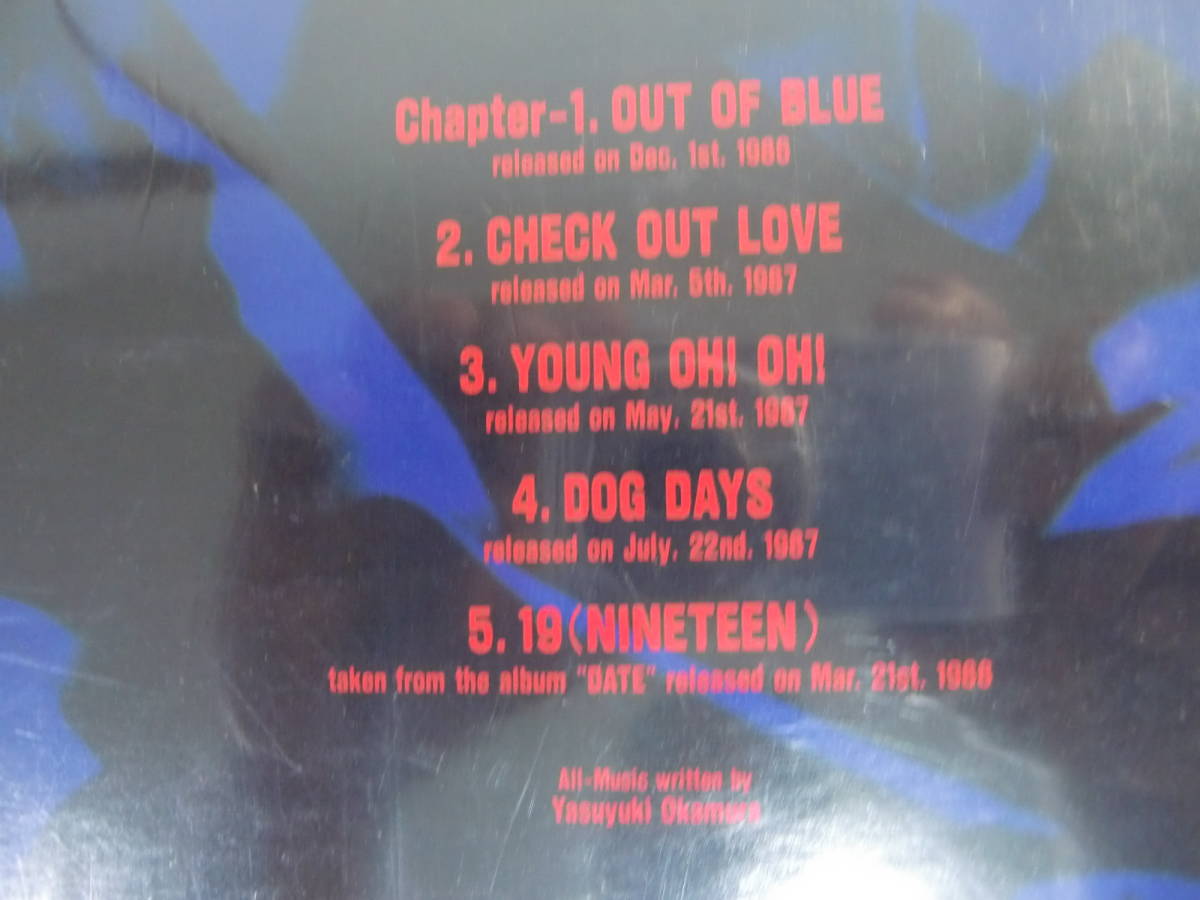 Chapter-1. OUT OF BLUE
released on Dec. 1st, 1986
2. CHECK OUT LOVE
released on Mar. 5th, 1987
3. YOUNG OH! OH!
released on May, 21st, 1987
4. DOG DAYS
released on July, 22nd, 1987
5. 19(NINETEEN)
taken from the album "DATE" released on Mar. 21st, 1988
All-Music written by
Yasuyuki Okamura